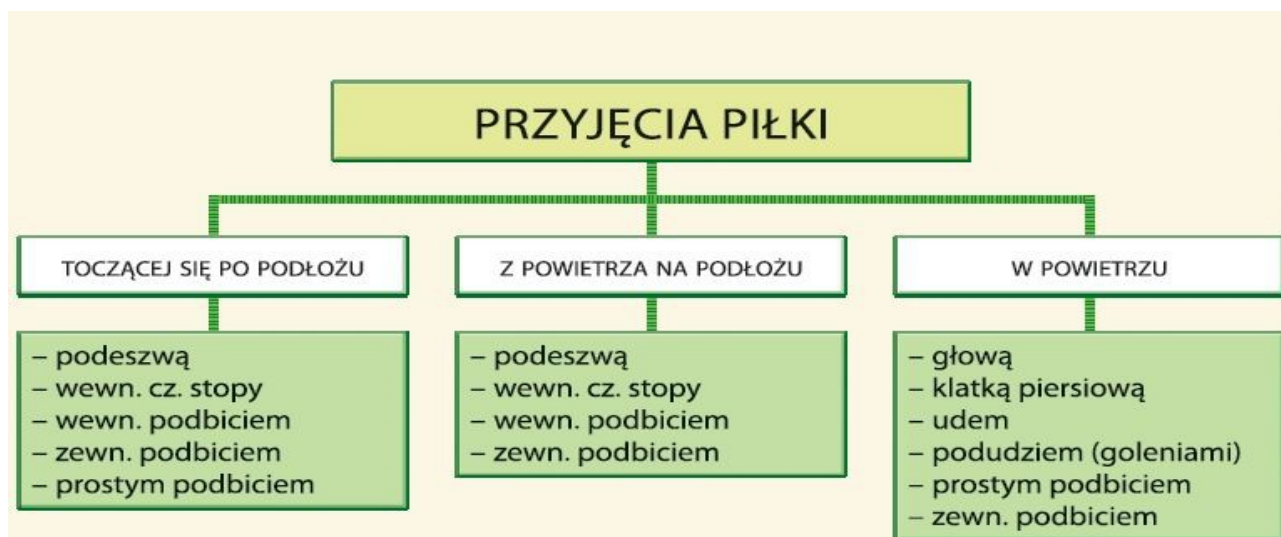 PRZYJĘCIA PIŁKI
TOCZĄCEJ SIĘ PO PODŁOŻU
– podeszwą
– wewn. cz. stopy
– wewn. podbiciem
– zewn. podbiciem
– prostym podbiciem
Z POWIETRZA NA PODŁOŻU
– podeszwą
– wewn. cz. stopy
– wewn. podbiciem
– zewn. podbiciem
W POWIETRZU
– głową
– klatką piersiową
– udem
– podudziem (goleniami)
– prostym podbiciem
– zewn. podbiciem